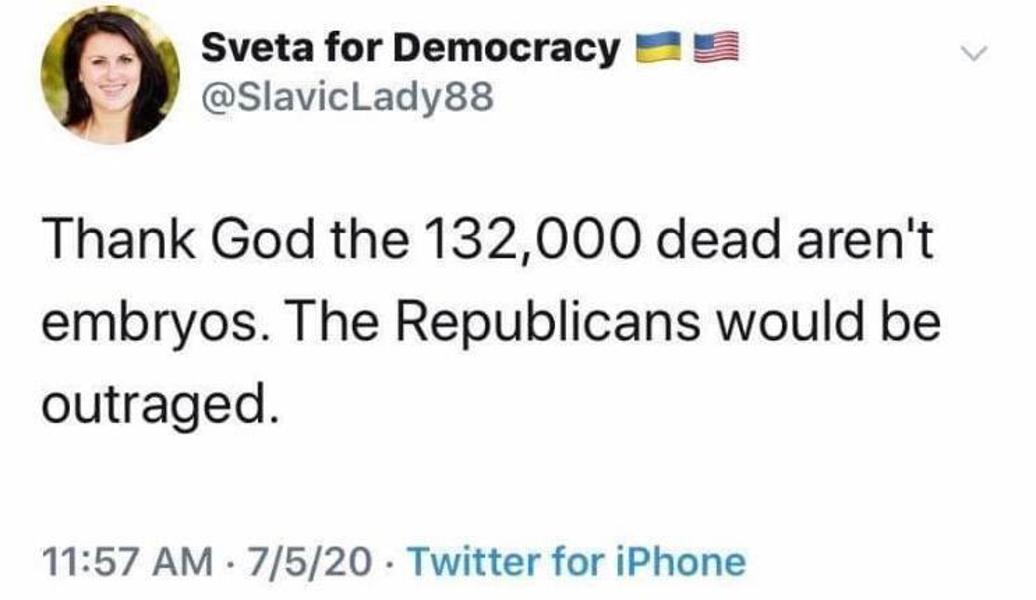 Sveta for Democracy 🇺🇦 🇺🇸
@SlavicLady88
Thank God the 132,000 dead aren't
embryos. The Republicans would be
outraged.
11:57 AM · 7/5/20 · Twitter for iPhone